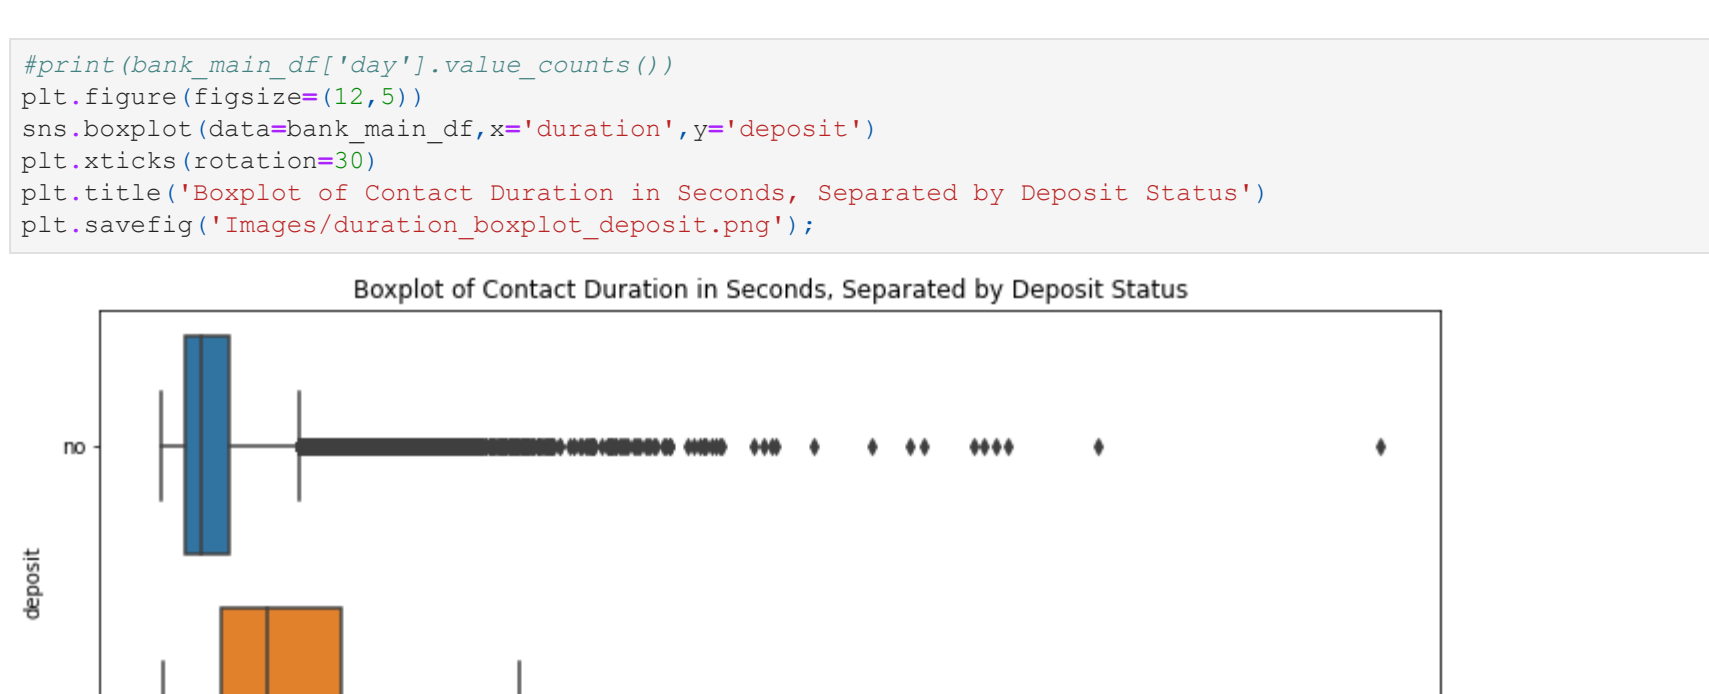 #print(bank_main_df['day'].value_counts())
plt.figure(figsize=(12,5))
sns.boxplot(data=bank_main_df,x='duration',y='deposit')
plt.xticks(rotation=30)
plt.title('Boxplot of Contact Duration in Seconds, Separated by Deposit Status')
plt.savefig('Images/duration_boxplot_deposit.png');
Boxplot of Contact Duration in Seconds, Separated by Deposit Status
no
deposit